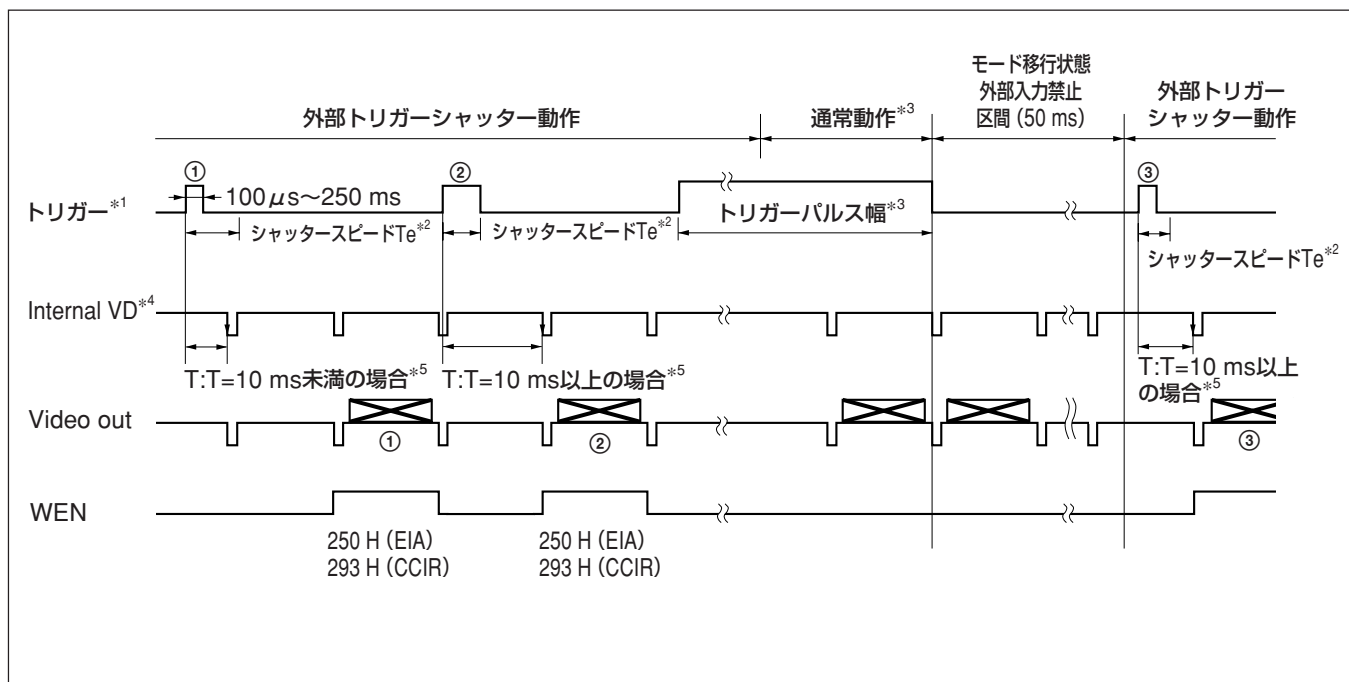 モード移行状態
外部入力禁止
区間（50 ms）
外部トリガー
シャッター動作
外部トリガーシャッター動作
通常動作*3
① ② ③
トリガー*1
100μs～250 ms
シャッタースピードTe*2
シャッタースピードTe*2
トリガーパルス幅*3
シャッタースピードTe*2
Internal VD*4
T:T=10 ms未満の場合*5
T:T=10 ms以上の場合*5
T:T=10 ms以上
の場合*5
Video out
① ② ③
WEN
250 H（EIA）
293 H（CCIR）
250 H（EIA）
293 H（CCIR）